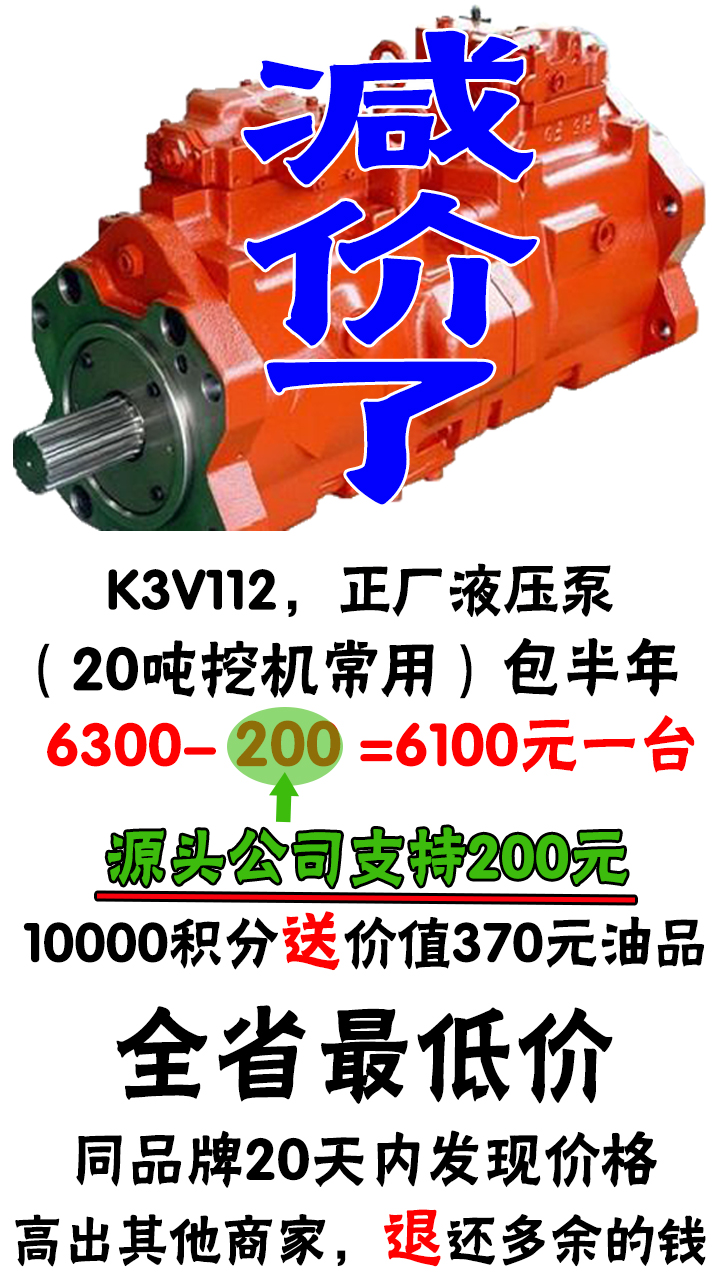 减
价
了
K3V112，正厂液压泵
（20吨挖机常用）包半年
6300-200=6100元一台
源头公司支持200元
10000积分送价值370元油品
全省最低价
同品牌20天内发现价格
高出其他商家，退还多余的钱